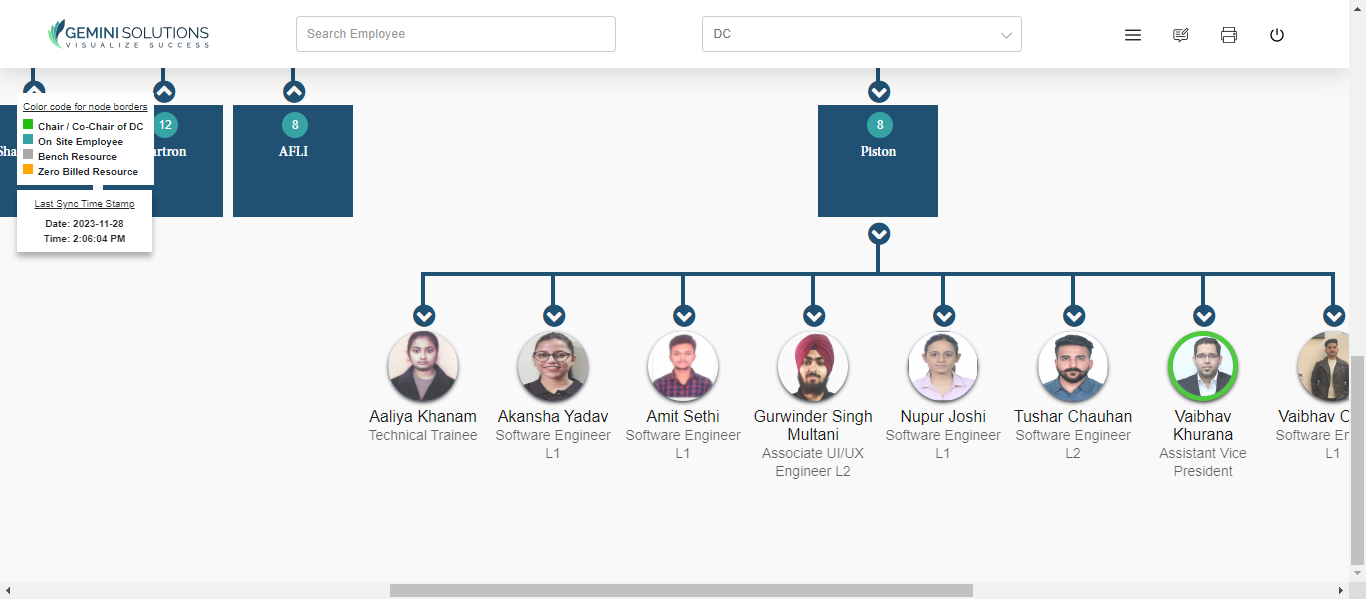 GEMINI SOLUTIONS
VISUALIZE SUCCESS
Search Employee
DC
Color code for node borders
Chair / Co-Chair of DC
On Site Employee
Bench Resource
Zero Billed Resource
Last Sync Time Stamp
Date: 2023-11-28
Time: 2:06:04 PM
Sha
12
rtron
8
AFLI
8
Piston
Aaliya Khanam
Technical Trainee
Akansha Yadav
Software Engineer
L1
Amit Sethi
Software Engineer
L1
Gurwinder Singh
Multani
Associate UI/UX
Engineer L2
Nupur Joshi
Software Engineer
L1
Tushar Chauhan
Software Engineer
L2
Vaibhav
Khurana
Assistant Vice
President
Vaibhav
Software Er
L1